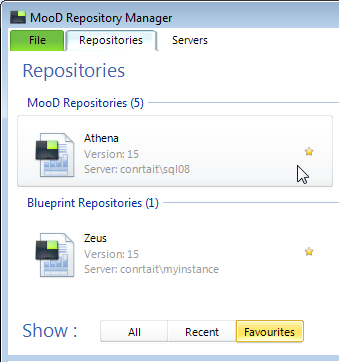 MooD Repository Manager
File Repositories Servers
Repositories
MooD Repositories (5)
Athena
Version: 15
Server: conrtait\sql08
Blueprint Repositories (1)
Zeus
Version: 15
Server: conrtait\myinstance
Show : All Recent Favourites